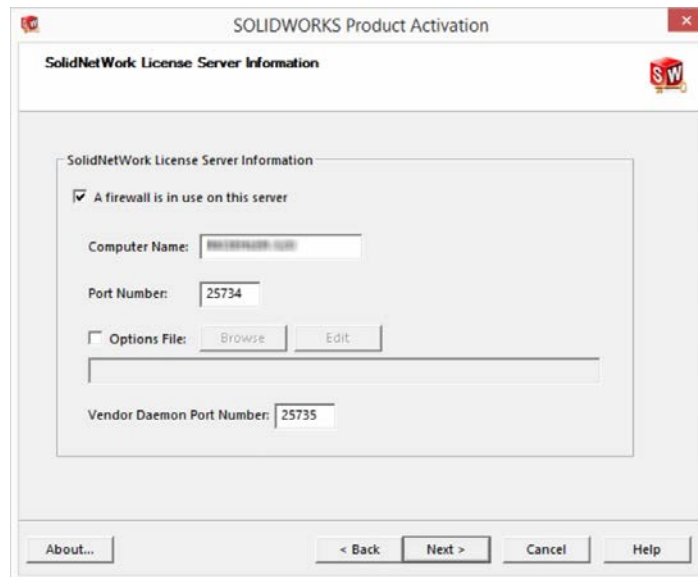 SOLIDWORKS Product Activation
SolidNetWork License Server Information
SW
SolidNetWork License Server Information
A firewall is in use on this server
Computer Name:
Port Number: 25734
Options File: Browse Edit
Vendor Daemon Port Number: 25735
About... < Back Next > Cancel Help